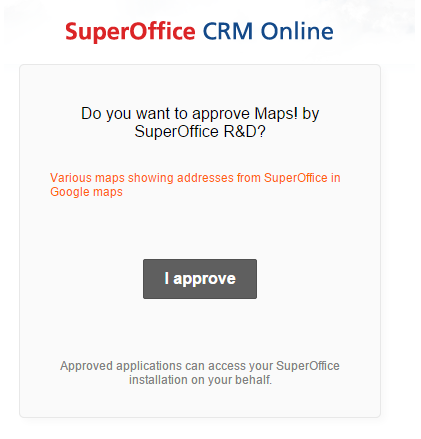 SuperOffice CRM Online
Do you want to approve Maps! by
SuperOffice R&D?
Various maps showing addresses from SuperOffice in
Google maps
I approve
Approved applications can access your SuperOffice
installation on your behalf.